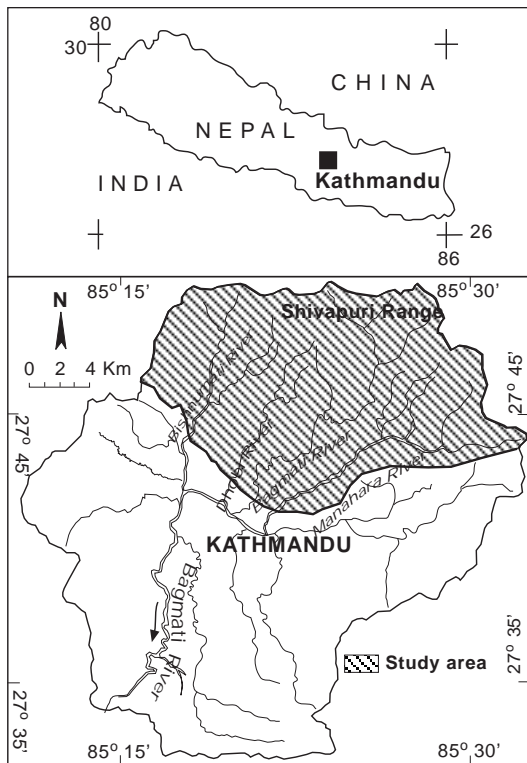 80
30
CHINA
NEPAL
INDIA
Kathmandu
26
86
85° 15'
85° 30'
N
0 2 4 Km
Shivapuri Range
27° 45'
27° 45'
Bishnumati River
Dhobi River
Bagmati River
Manahara River
KATHMANDU
Bagmati River
27° 35'
Study area
27° 35'
85° 15'
85° 30'